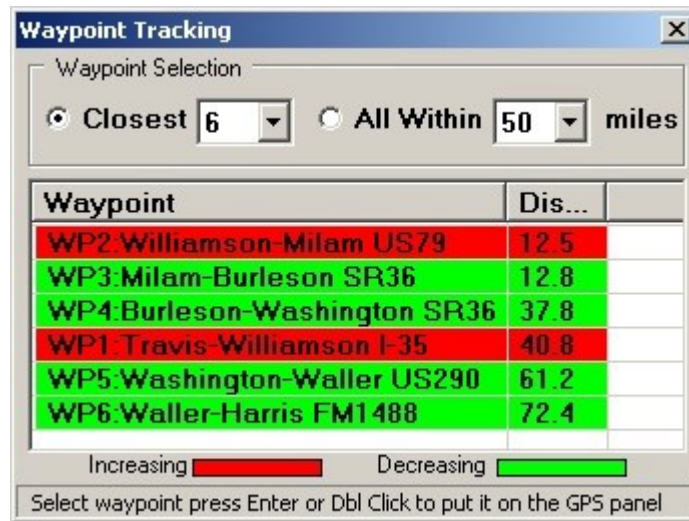 Waypoint Tracking
Waypoint Selection
Closest 6 All Within 50 miles
Waypoint Dis...
WP2:Williamson-Milam US79 12.5
WP3:Milam-Burleson SR36 12.8
WP4:Burleson-Washington SR36 37.8
WP1:Travis-Williamson I-35 40.8
WP5:Washington-Waller US290 61.2
WP6:Waller-Harris FM1488 72.4
Increasing Decreasing
Select waypoint press Enter or Dbl Click to put it on the GPS panel